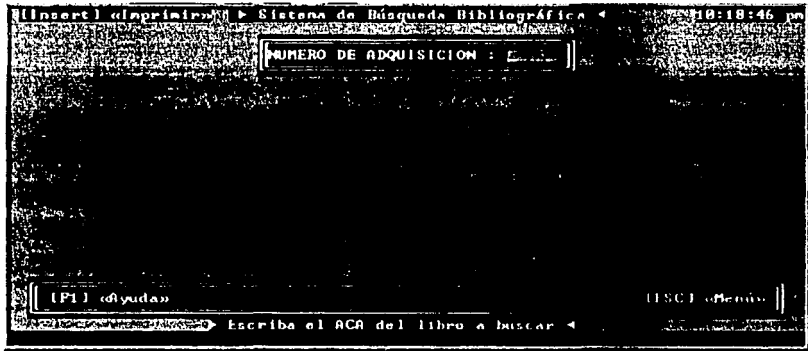 [Insert] «Imprimir» ► Sistema de Búsqueda Bibliográfica ◄ 10:18:46 pm
NUMERO DE ADQUISICION :
[F1] «Ayuda» [ESC] «Menú»
► Escriba el ACA del libro a buscar ◄